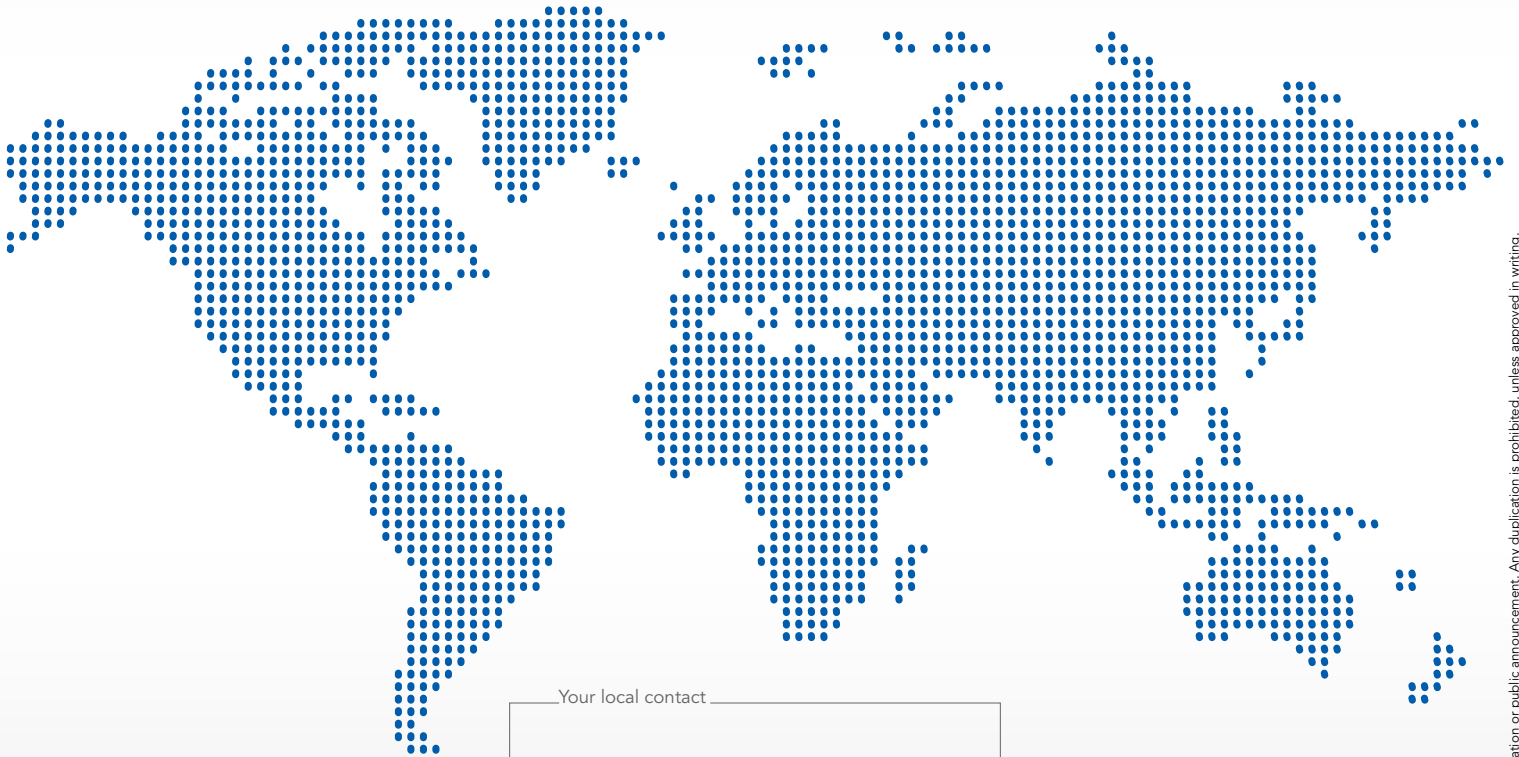 Your local contact
ation or public announcement. Any duplication is prohibited, unless approved in writing.